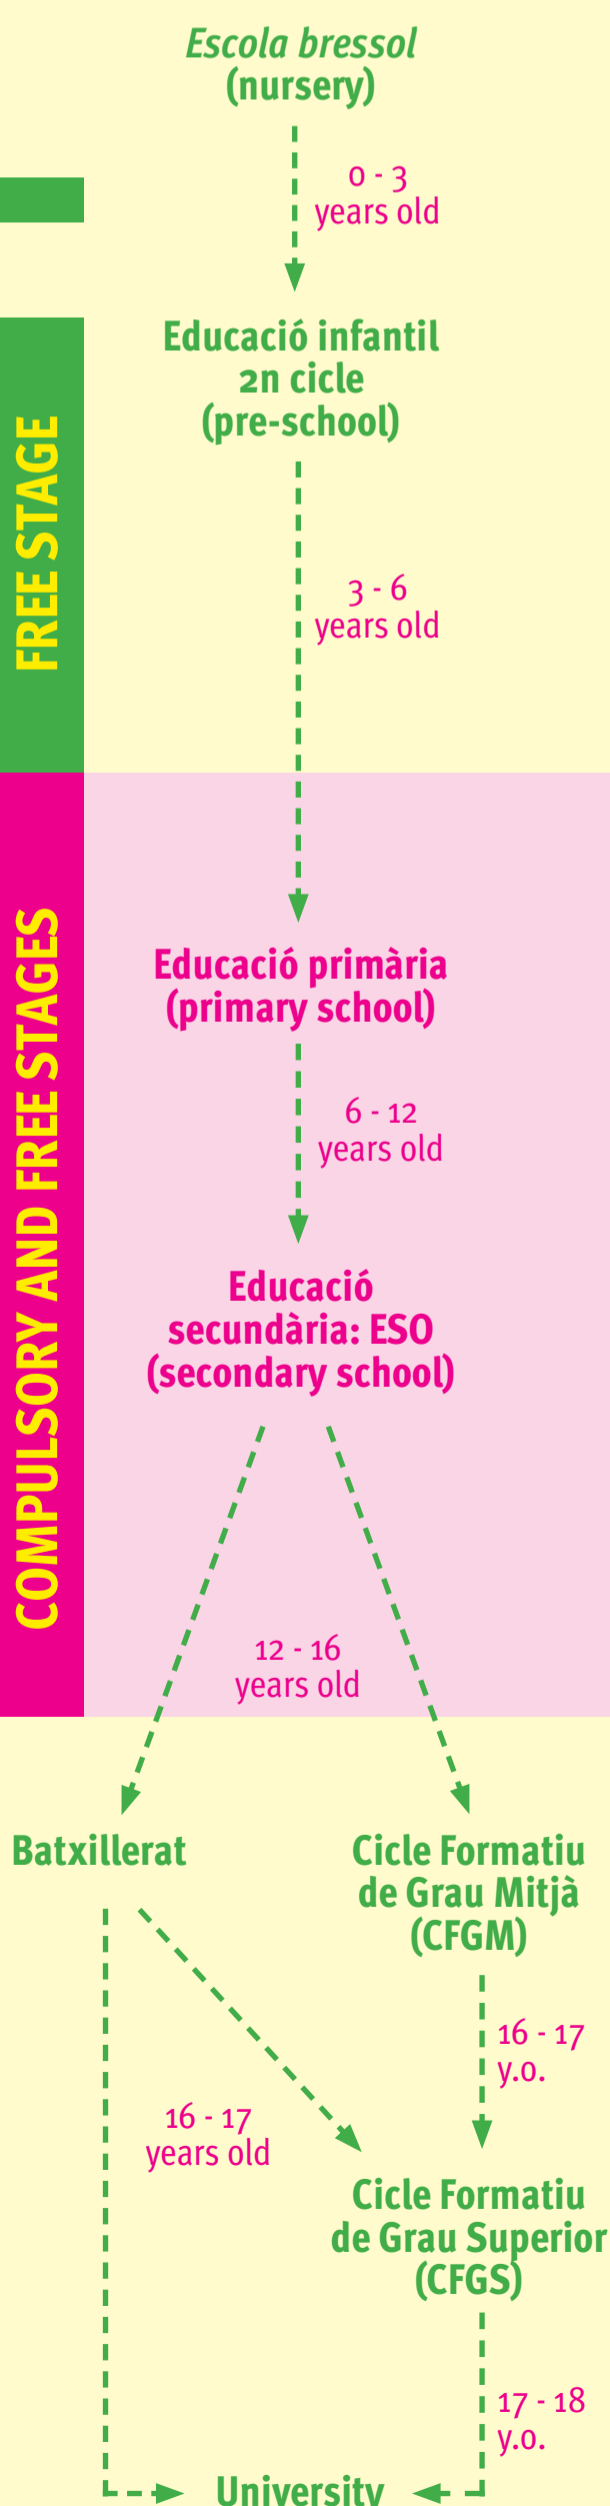 Escola bressol
(nursery)
0 - 3
years old
Educació infantil
2n cicle
(pre-school)
FREE STAGE
3 - 6
years old
COMPULSORY AND FREE STAGES
Educació primària
(primary school)
6 - 12
years old
Educació
secundària: ESO
(secondary school)
12 - 16
years old
Batxillerat
Cicle Formatiu
de Grau Mitjà
(CFGM)
16 - 17
y.o.
16 - 17
years old
Cicle Formatiu
de Grau Superior
(CFGS)
17 - 18
y.o.
University